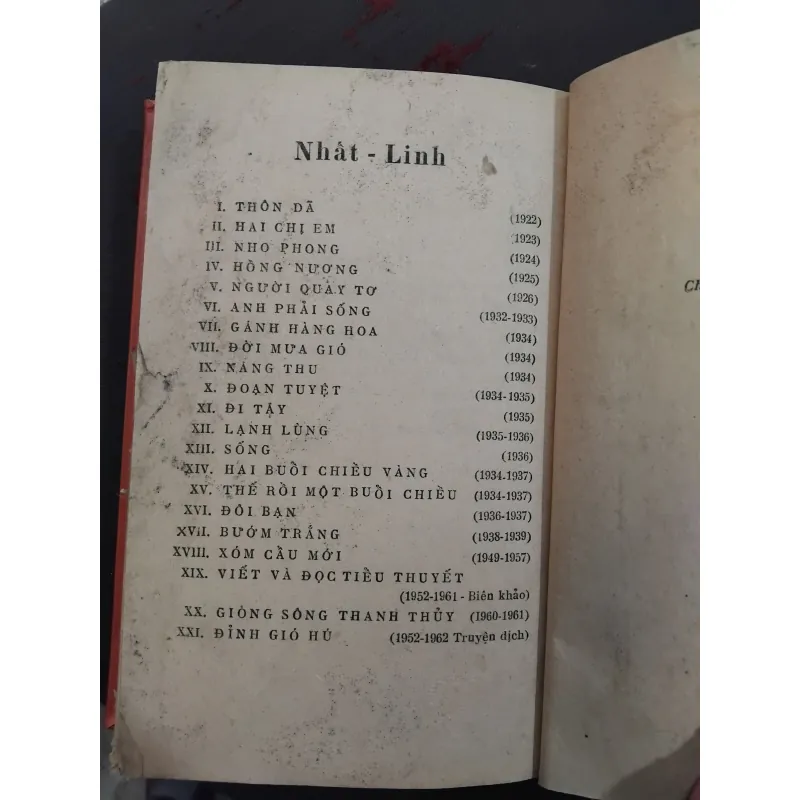 Nhất - Linh
I. THÔN DÃ (1922)
II. HAI CHỊ EM (1923)
III. NHO PHONG (1924)
IV. HỒNG NƯƠNG (1925)
V. NGƯỜI QUAY TƠ (1926)
VI. ANH PHẢI SỐNG (1932-1933)
VII. GÁNH HÀNG HOA (1934)
VIII. ĐỜI MƯA GIÓ (1934)
IX. NẮNG THU (1934)
X. ĐOẠN TUYỆT (1934-1935)
XI. ĐI TÂY (1935)
XII. LẠNH LÙNG (1935-1936)
XIII. SỐNG (1936)
XIV. HAI BUỔI CHIỀU VÀNG (1934-1937)
XV. THẾ RỒI MỘT BUỔI CHIỀU (1934-1937)
XVI. ĐÔI BẠN (1936-1937)
XVII. BƯỚM TRẮNG (1938-1939)
XVIII. XÓM CẦU MỚI (1949-1957)
XIX. VIẾT VÀ ĐỌC TIỂU THUYẾT
(1952-1961 - Biên khảo)
XX. GIÒNG SÔNG THANH THỦY (1960-1961)
XXI. ĐỈNH GIÓ HÚ (1952-1962 Truyện dịch)